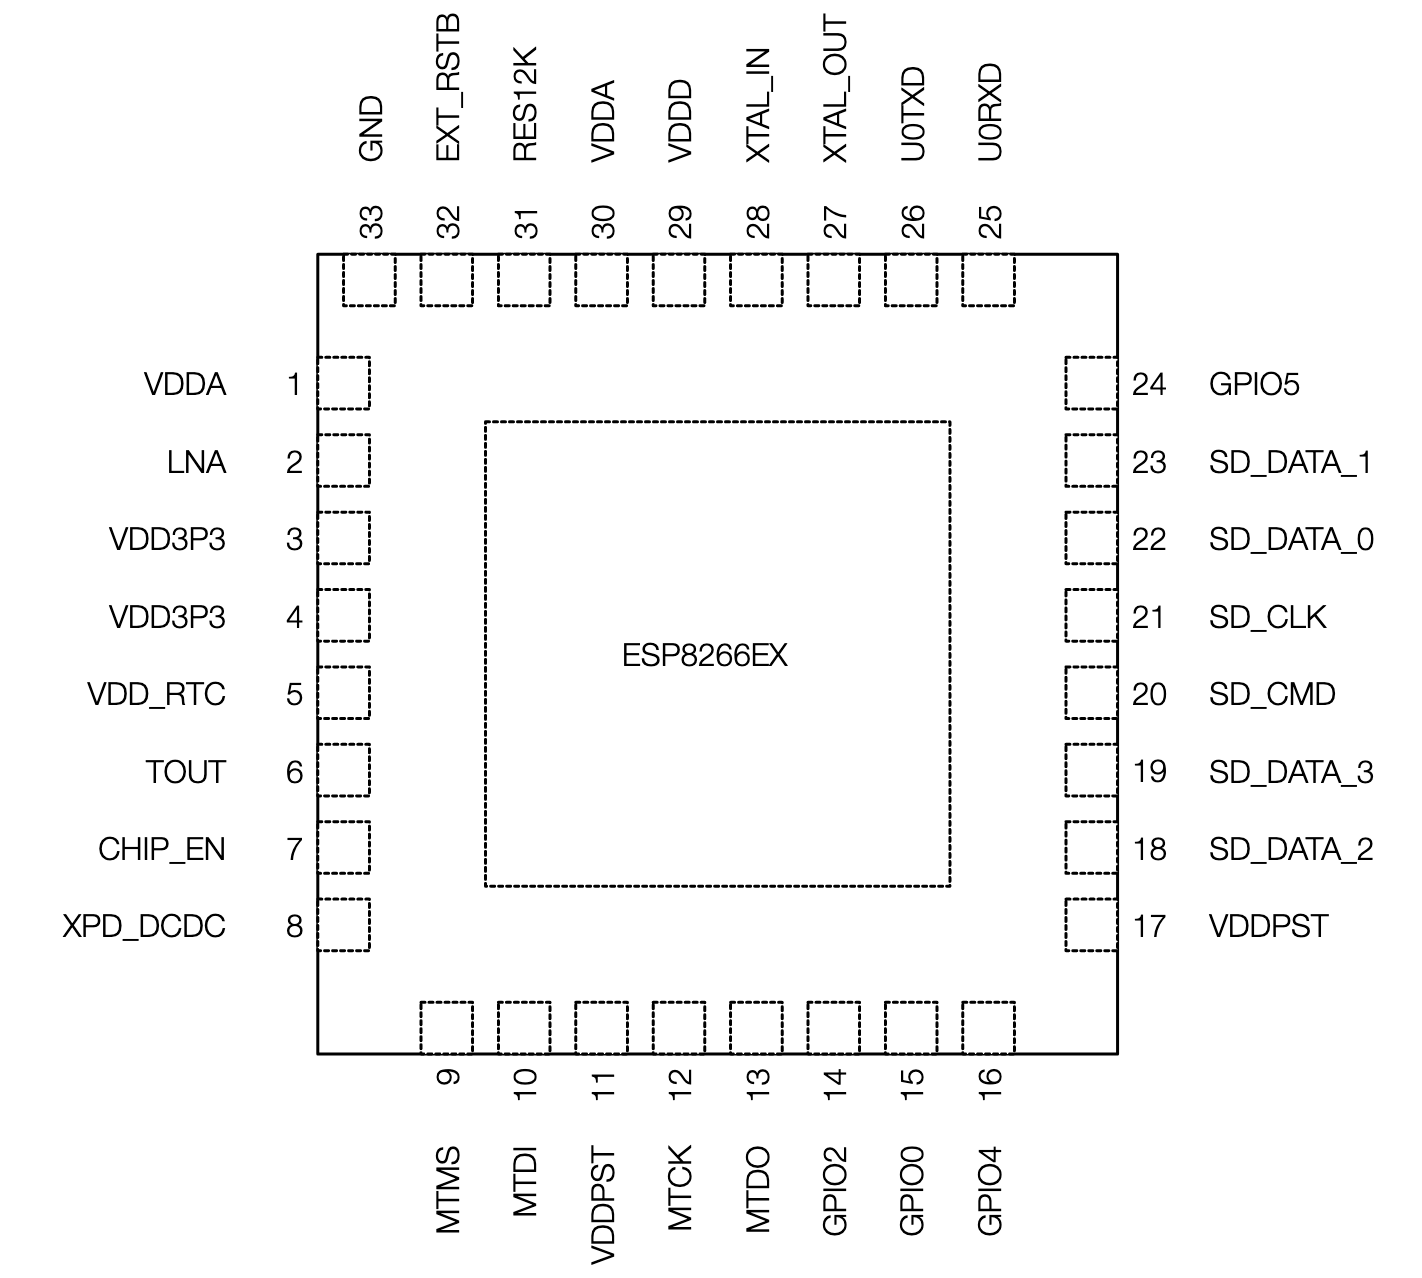 GND
EXT_RSTB
RES12K
VDDA
VDDD
XTAL_IN
XTAL_OUT
U0TXD
U0RXD
33
32
31
30
29
28
27
26
25
VDDA 1
LNA 2
VDD3P3 3
VDD3P3 4
VDD_RTC 5
TOUT 6
CHIP_EN 7
XPD_DCDC 8
ESP8266EX
24 GPIO5
23 SD_DATA_1
22 SD_DATA_0
21 SD_CLK
20 SD_CMD
19 SD_DATA_3
18 SD_DATA_2
17 VDDPST
9
10
11
12
13
14
15
16
MTMS
MTDI
VDDPST
MTCK
MTDO
GPIO2
GPIO0
GPIO4